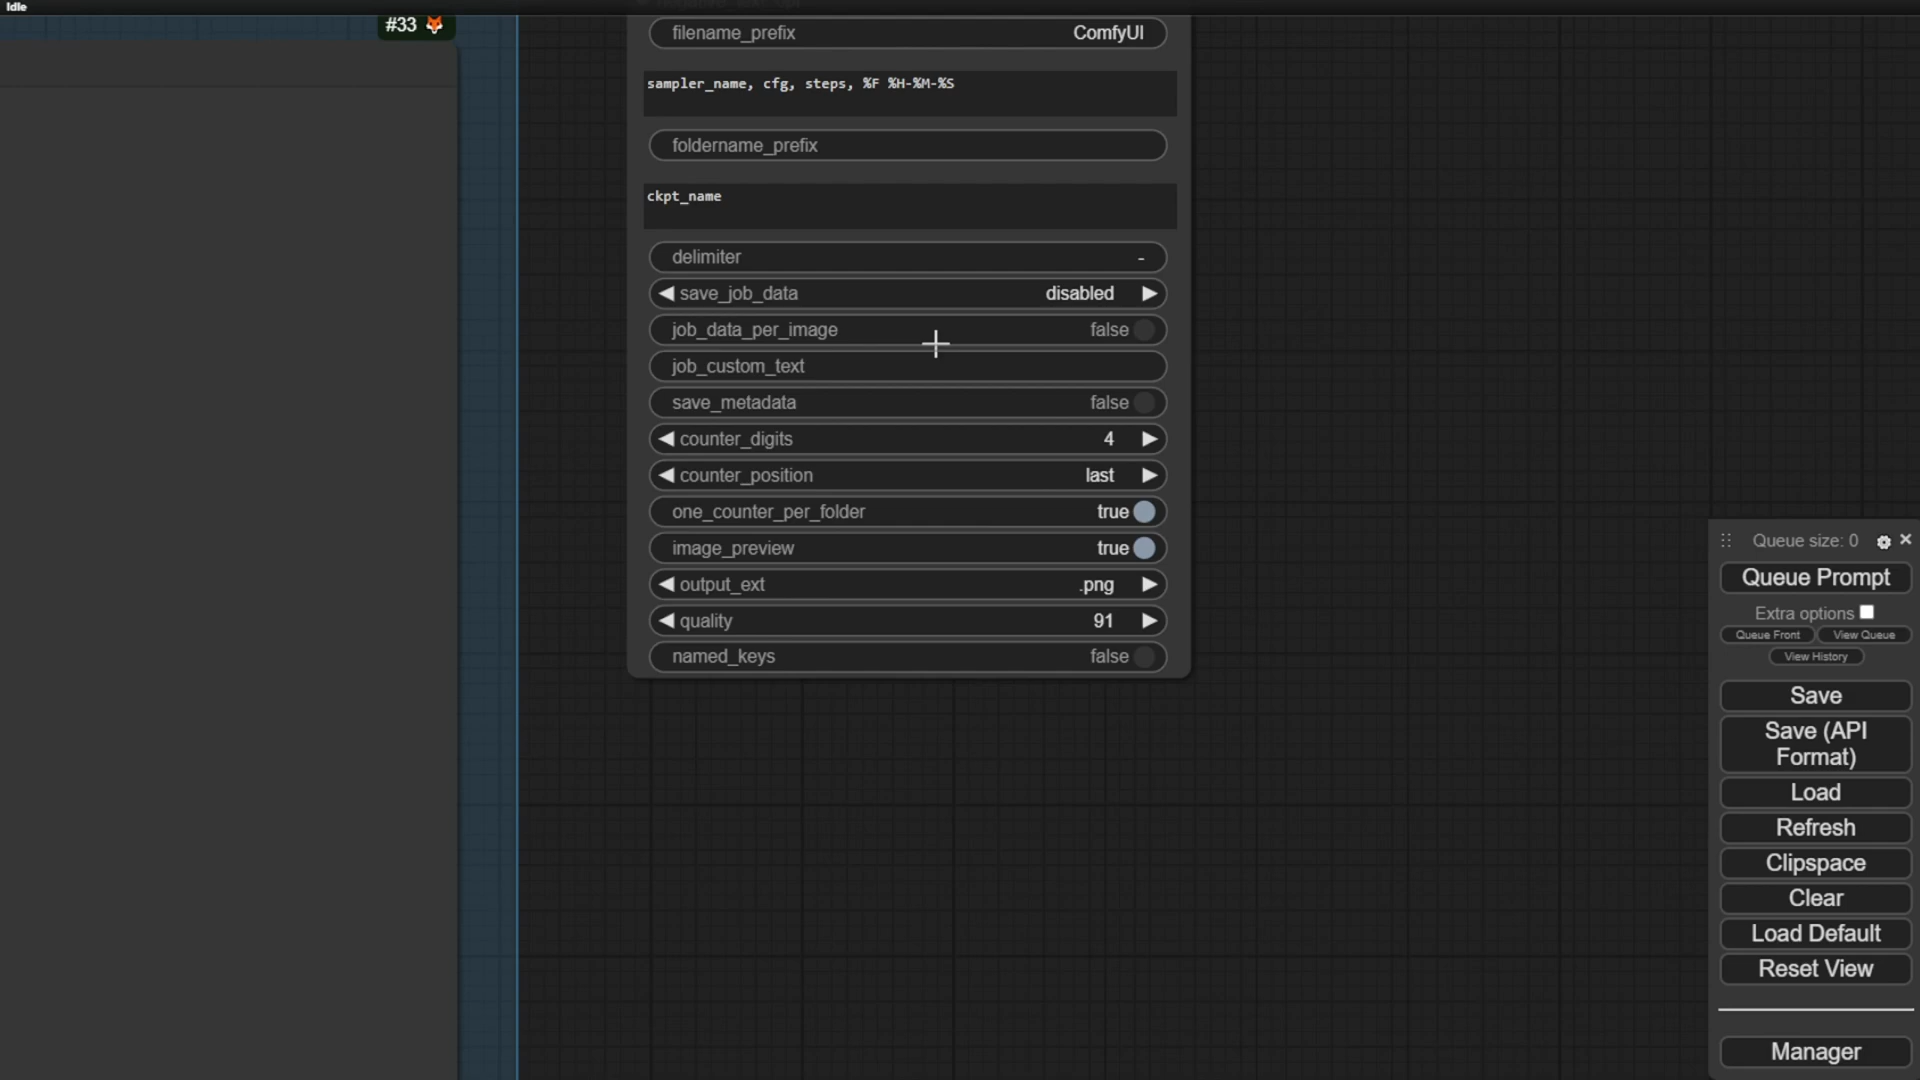 Idle
#33
filename_prefix ComfyUI
sampler_name, cfg, steps, %F %H-%M-%S
foldername_prefix
ckpt_name
delimiter -
save_job_data disabled
job_data_per_image false
job_custom_text
save_metadata false
counter_digits 4
counter_position last
one_counter_per_folder true
image_preview true
output_ext .png
quality 91
named_keys false
Queue size: 0
Queue Prompt
Extra options
Queue Front View Queue
View History
Save
Save (API
Format)
Load
Refresh
Clipspace
Clear
Load Default
Reset View
Manager